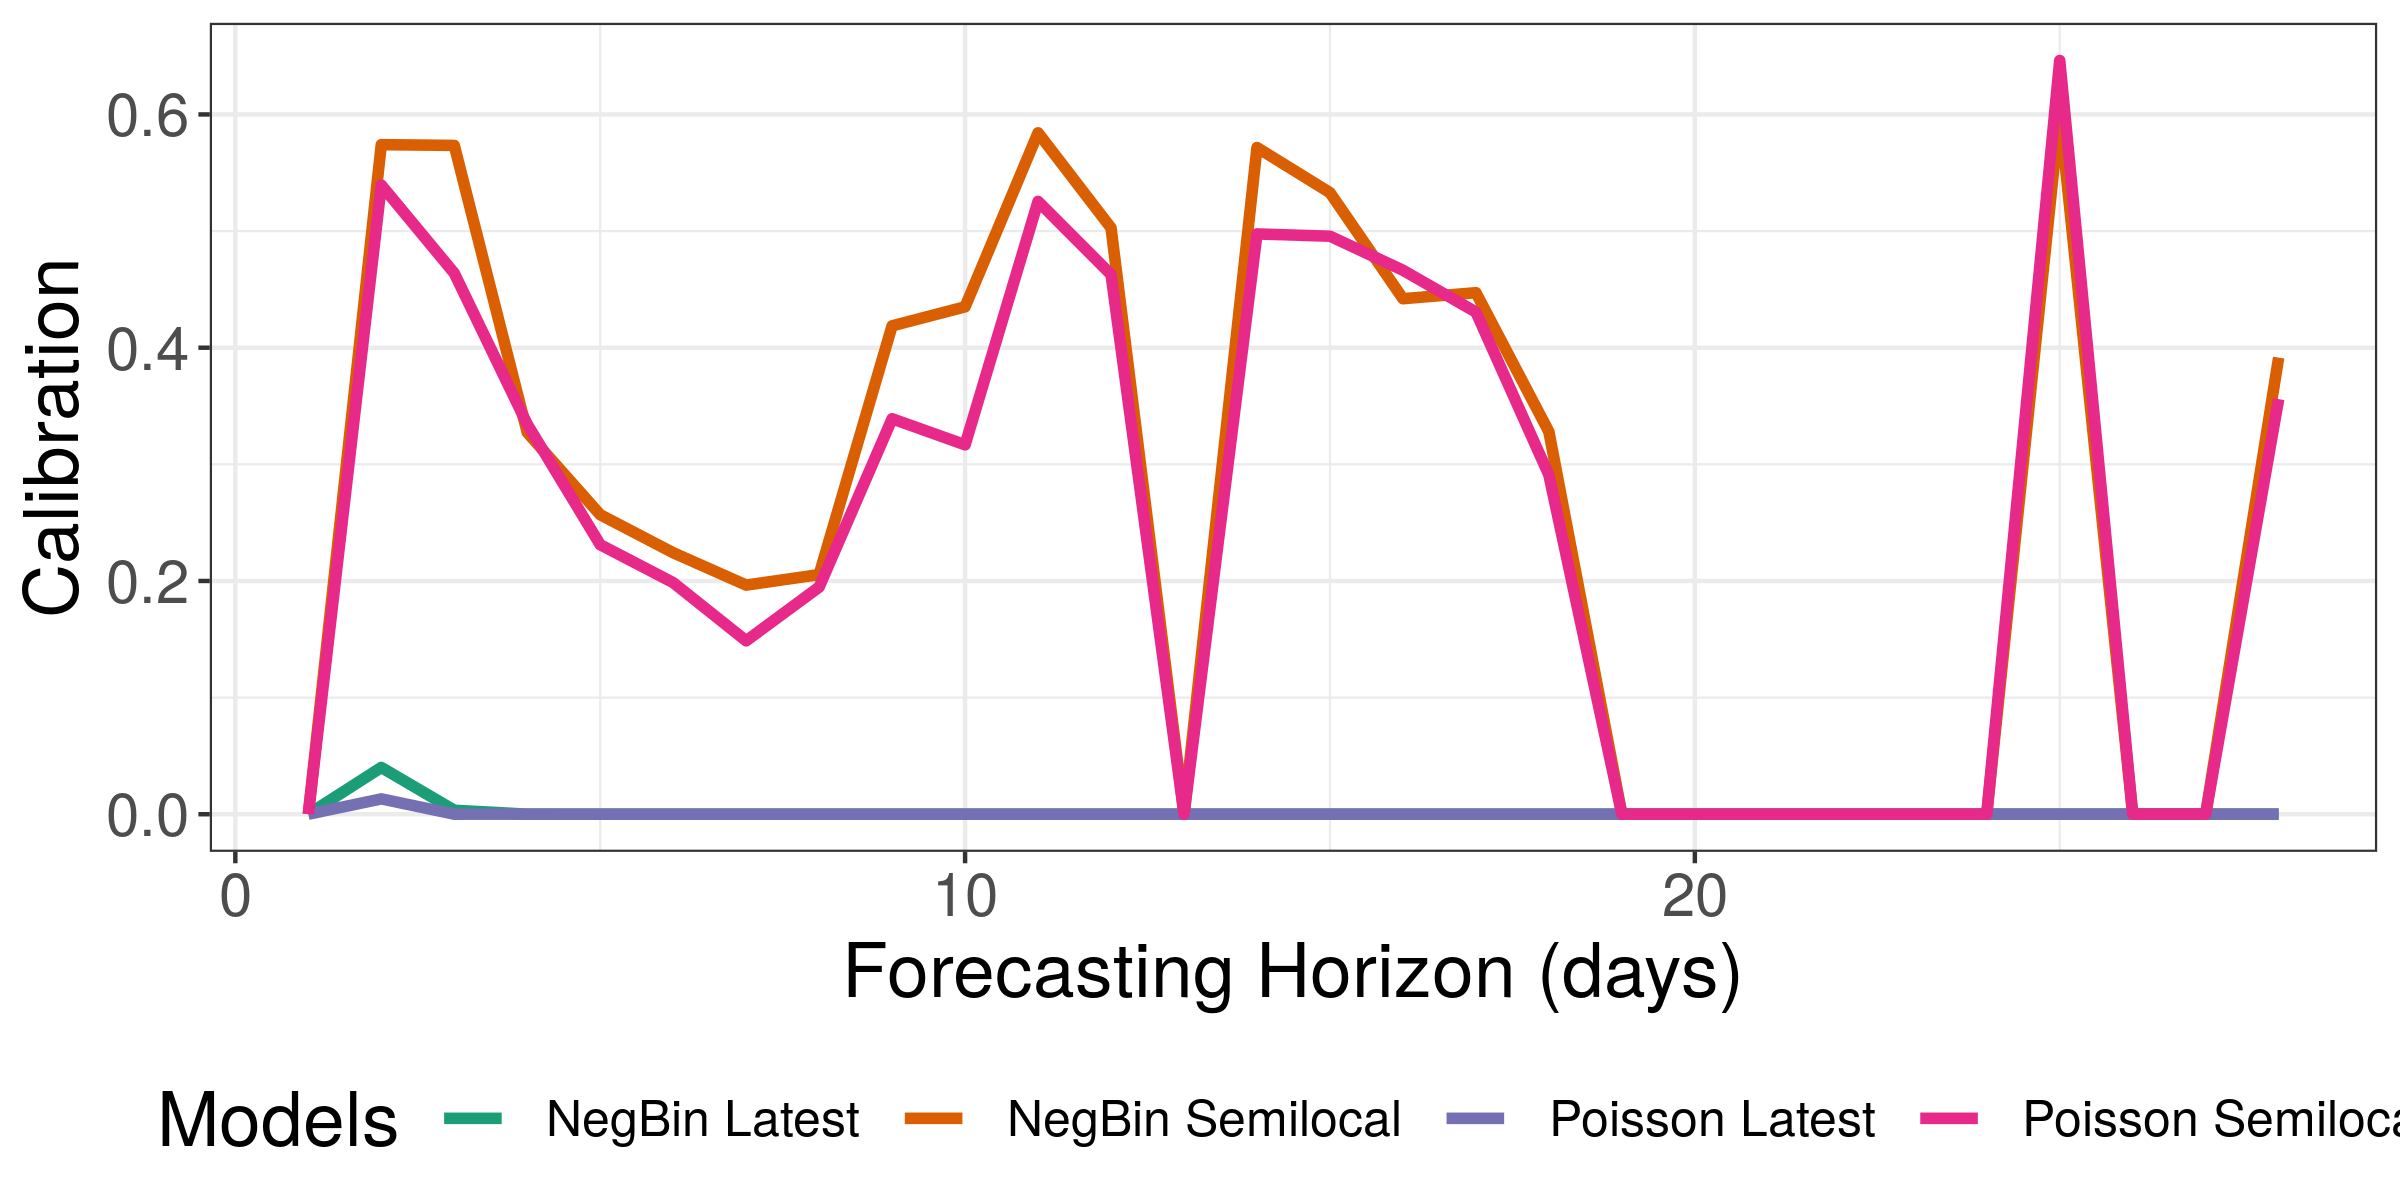 Calibration
0.6
0.4
0.2
0.0
0 10 20
Forecasting Horizon (days)
Models NegBin Latest NegBin Semilocal Poisson Latest Poisson